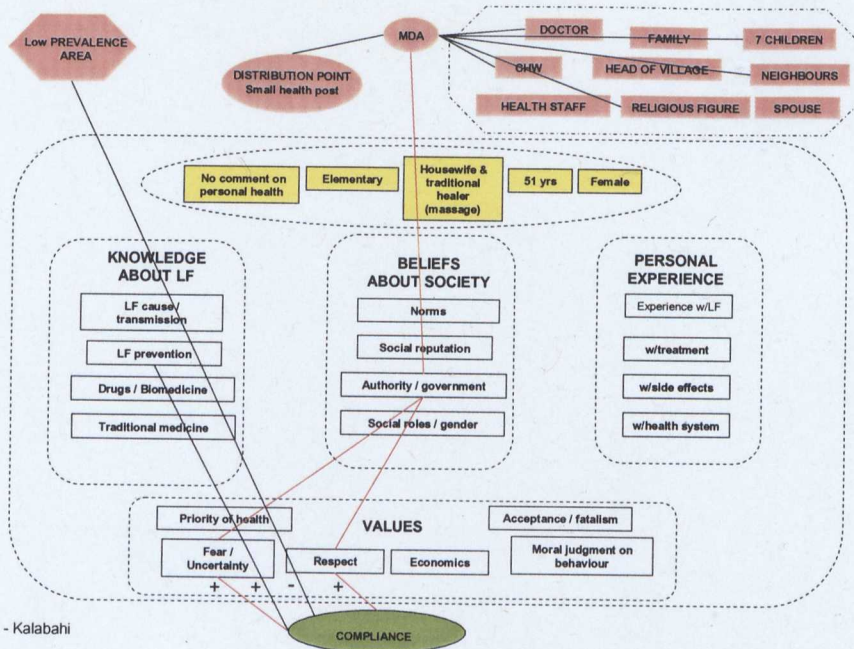 Low PREVALENCE
AREA
MDA
DISTRIBUTION POINT
Small health post
DOCTOR
FAMILY
7 CHILDREN
CHW
HEAD OF VILLAGE
NEIGHBOURS
HEALTH STAFF
RELIGIOUS FIGURE
SPOUSE
No comment on
personal health
Elementary
Housewife &
traditional
healer
(massage)
51 yrs
Female
KNOWLEDGE
ABOUT LF
LF cause /
transmission
LF prevention
Drugs / Biomedicine
Traditional medicine
BELIEFS
ABOUT SOCIETY
Norms
Social reputation
Authority / government
Social roles / gender
PERSONAL
EXPERIENCE
Experience w/LF
w/treatment
w/side effects
w/health system
VALUES
Priority of health
Acceptance / fatalism
Fear /
Uncertainty
Respect
Economics
Moral judgment on
behaviour
+ + - +
COMPLIANCE
- Kalabahi